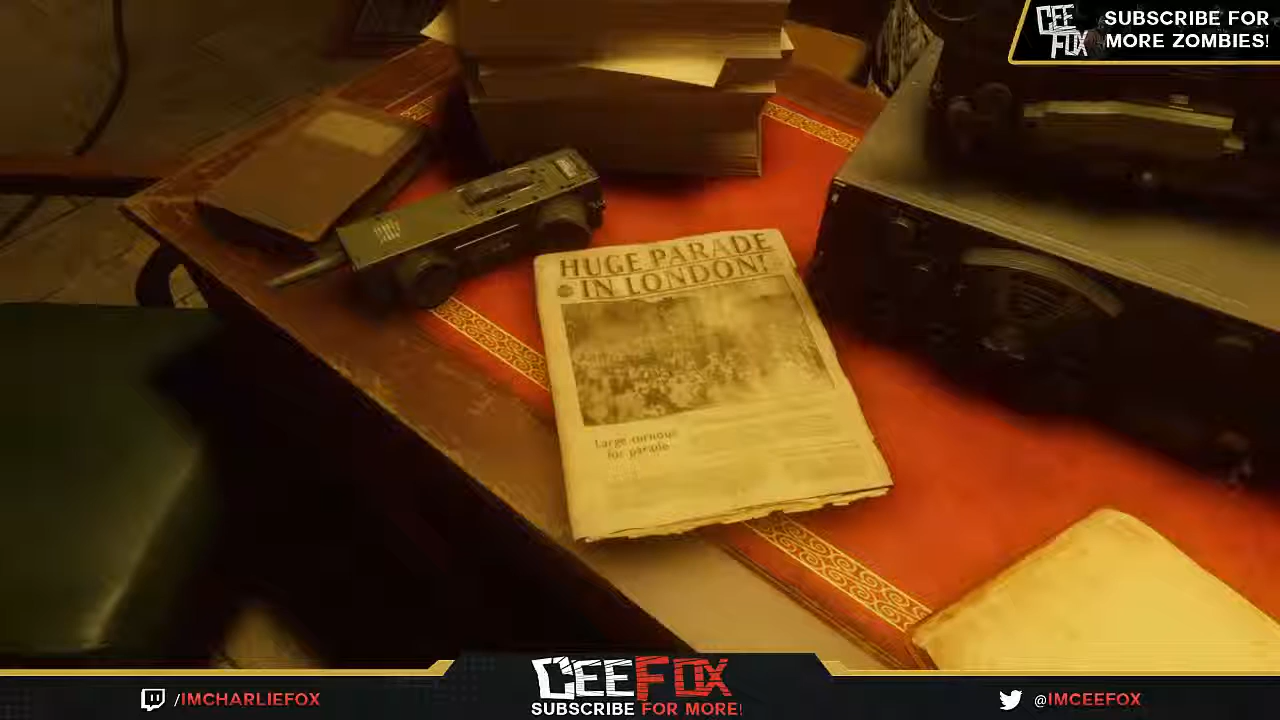 CEE FOX
SUBSCRIBE FOR
MORE ZOMBIES!
HUGE PARADE
IN LONDON!
Large turnout
for parade
/IMCHARLIEFOX
CEEFOX
SUBSCRIBE FOR MORE!
@IMCEEFOX